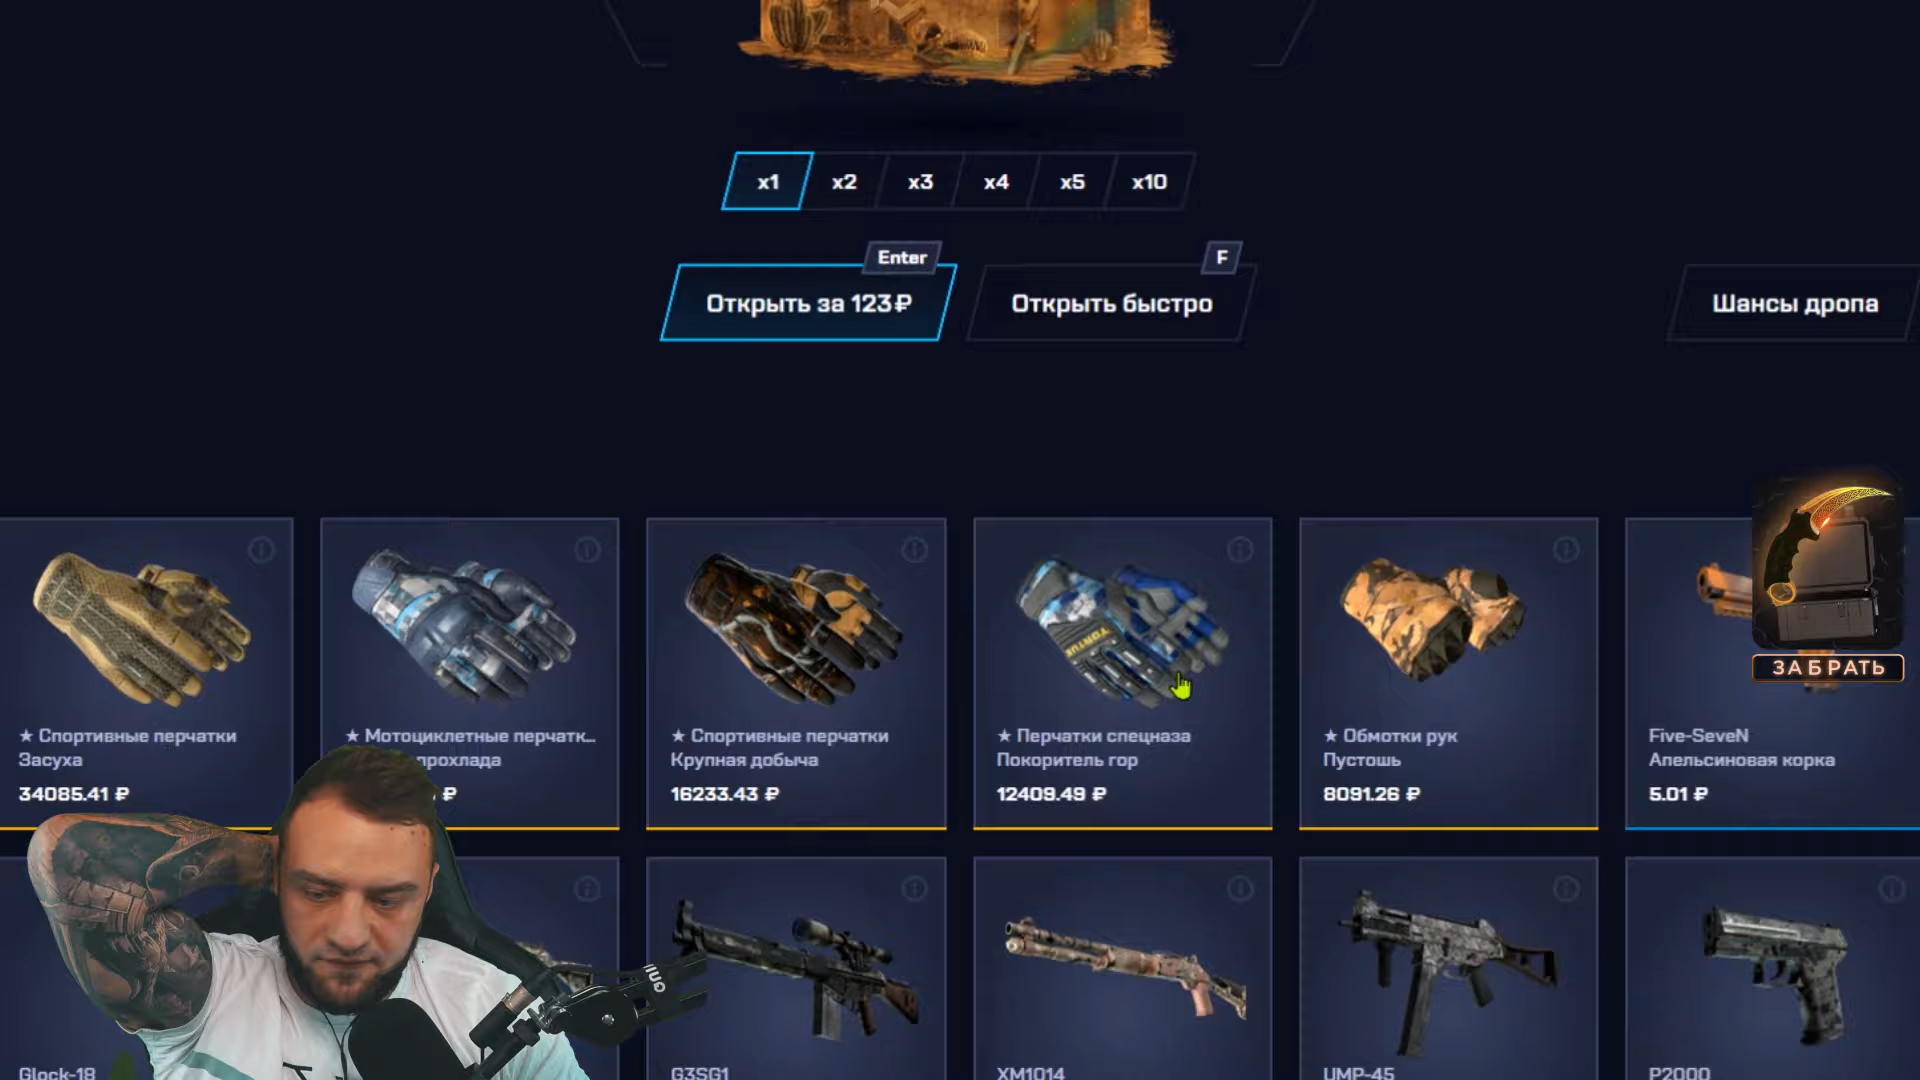 x1
x2
x3
x4
x5
x10
Enter
F
Открыть за 123 ₽
Открыть быстро
Шансы дропа
★ Спортивные перчатки
Засуха
34085.41 ₽
★ Мотоциклетные перчатк...
прохлада
₽
★ Спортивные перчатки
Крупная добыча
16233.43 ₽
★ Перчатки спецназа
Покоритель гор
12409.49 ₽
★ Обмотки рук
Пустошь
8091.26 ₽
Five-SeveN
Апельсиновая корка
5.01 ₽
ЗАБРАТЬ
Glock-18
G3SG1
XM1014
UMP-45
P2000